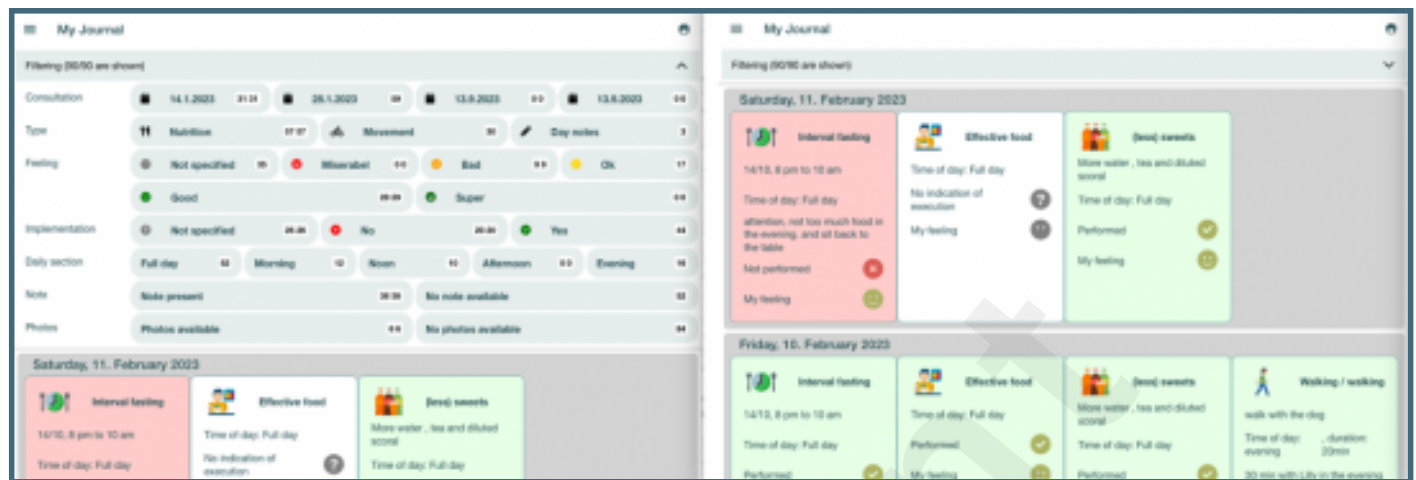 My Journal
Filtering (90/90 are shown)
Consultation 14.1.2023 28.1.2023 13.5.2023 13.5.2023
Type Nutrition Movement Day notes 3
Feeling Not specified Miserabel Bad Ok 17
Good Super
Implementation Not specified No Yes
Daily section Full day Morning Noon Afternoon Evening
Note Note present No note available
Photos Photos available No photos available
Saturday, 11. February 2023
Interval fasting
14/10, 8 pm to 10 am
Time of day: Full day
Effective food
Time of day: Full day
No indication of
execution
(less) sweets
More water , tea and diluted
Time of day: Full day
My Journal
Filtering (90/90 are shown)
Saturday, 11. February 2023
Interval fasting
14/10, 8 pm to 10 am
Time of day: Full day
attention, not too much food in
the evening, and sit back to
the table
Not performed
My feeling
Effective food
Time of day: Full day
No indication of
execution
My feeling
(less) sweets
More water , tea and diluted
Time of day: Full day
Performed
My feeling
Friday, 10. February 2023
Interval fasting
14/10, 8 pm to 10 am
Time of day: Full day
Performed
Effective food
Time of day: Full day
Performed
My feeling
(less) sweets
More water , tea and diluted
Time of day: Full day
Performed
Walking / walking
walk with the dog
Time of day: , duration:
evening 20min
30 min with Lilly in the evening